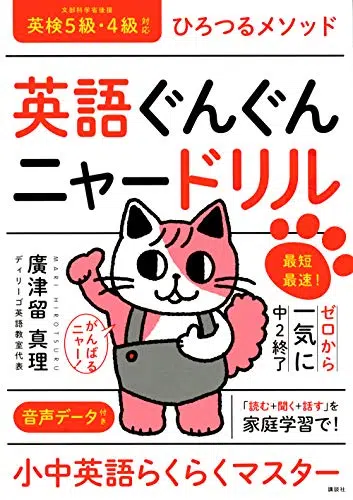 文部科学省後援
英検5級・4級 対応
ひろつるメソッド
英語ぐんぐん
ニャードリル
最短
最速!
ゼロから
一気に
中2終了
MARI HIROTSURU
廣津留 真理
ディリーゴ英語教室代表
がんばる
ニャー!
音声データ付き
「読む+聞く+話す」を
家庭学習で!
小中英語らくらくマスター
講談社